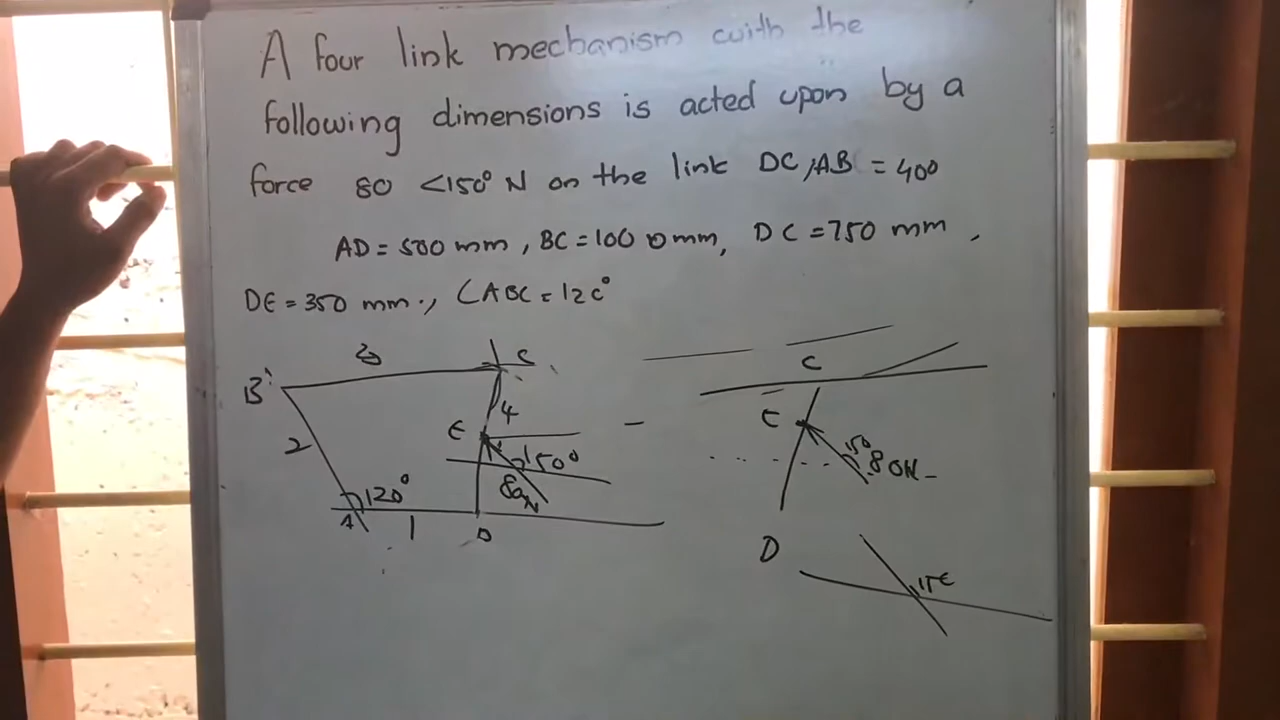 A four link mechanism with the
following dimensions is acted upon by a
force 80 <150° N on the link DC, AB = 400
AD = 500 mm, BC = 1000 mm, DC = 750 mm,
DE = 350 mm., ∠ABC = 120°
3
C
B
4
E
2
150°
80N
120°
A
1
D
C
E
150
80N
D
15E